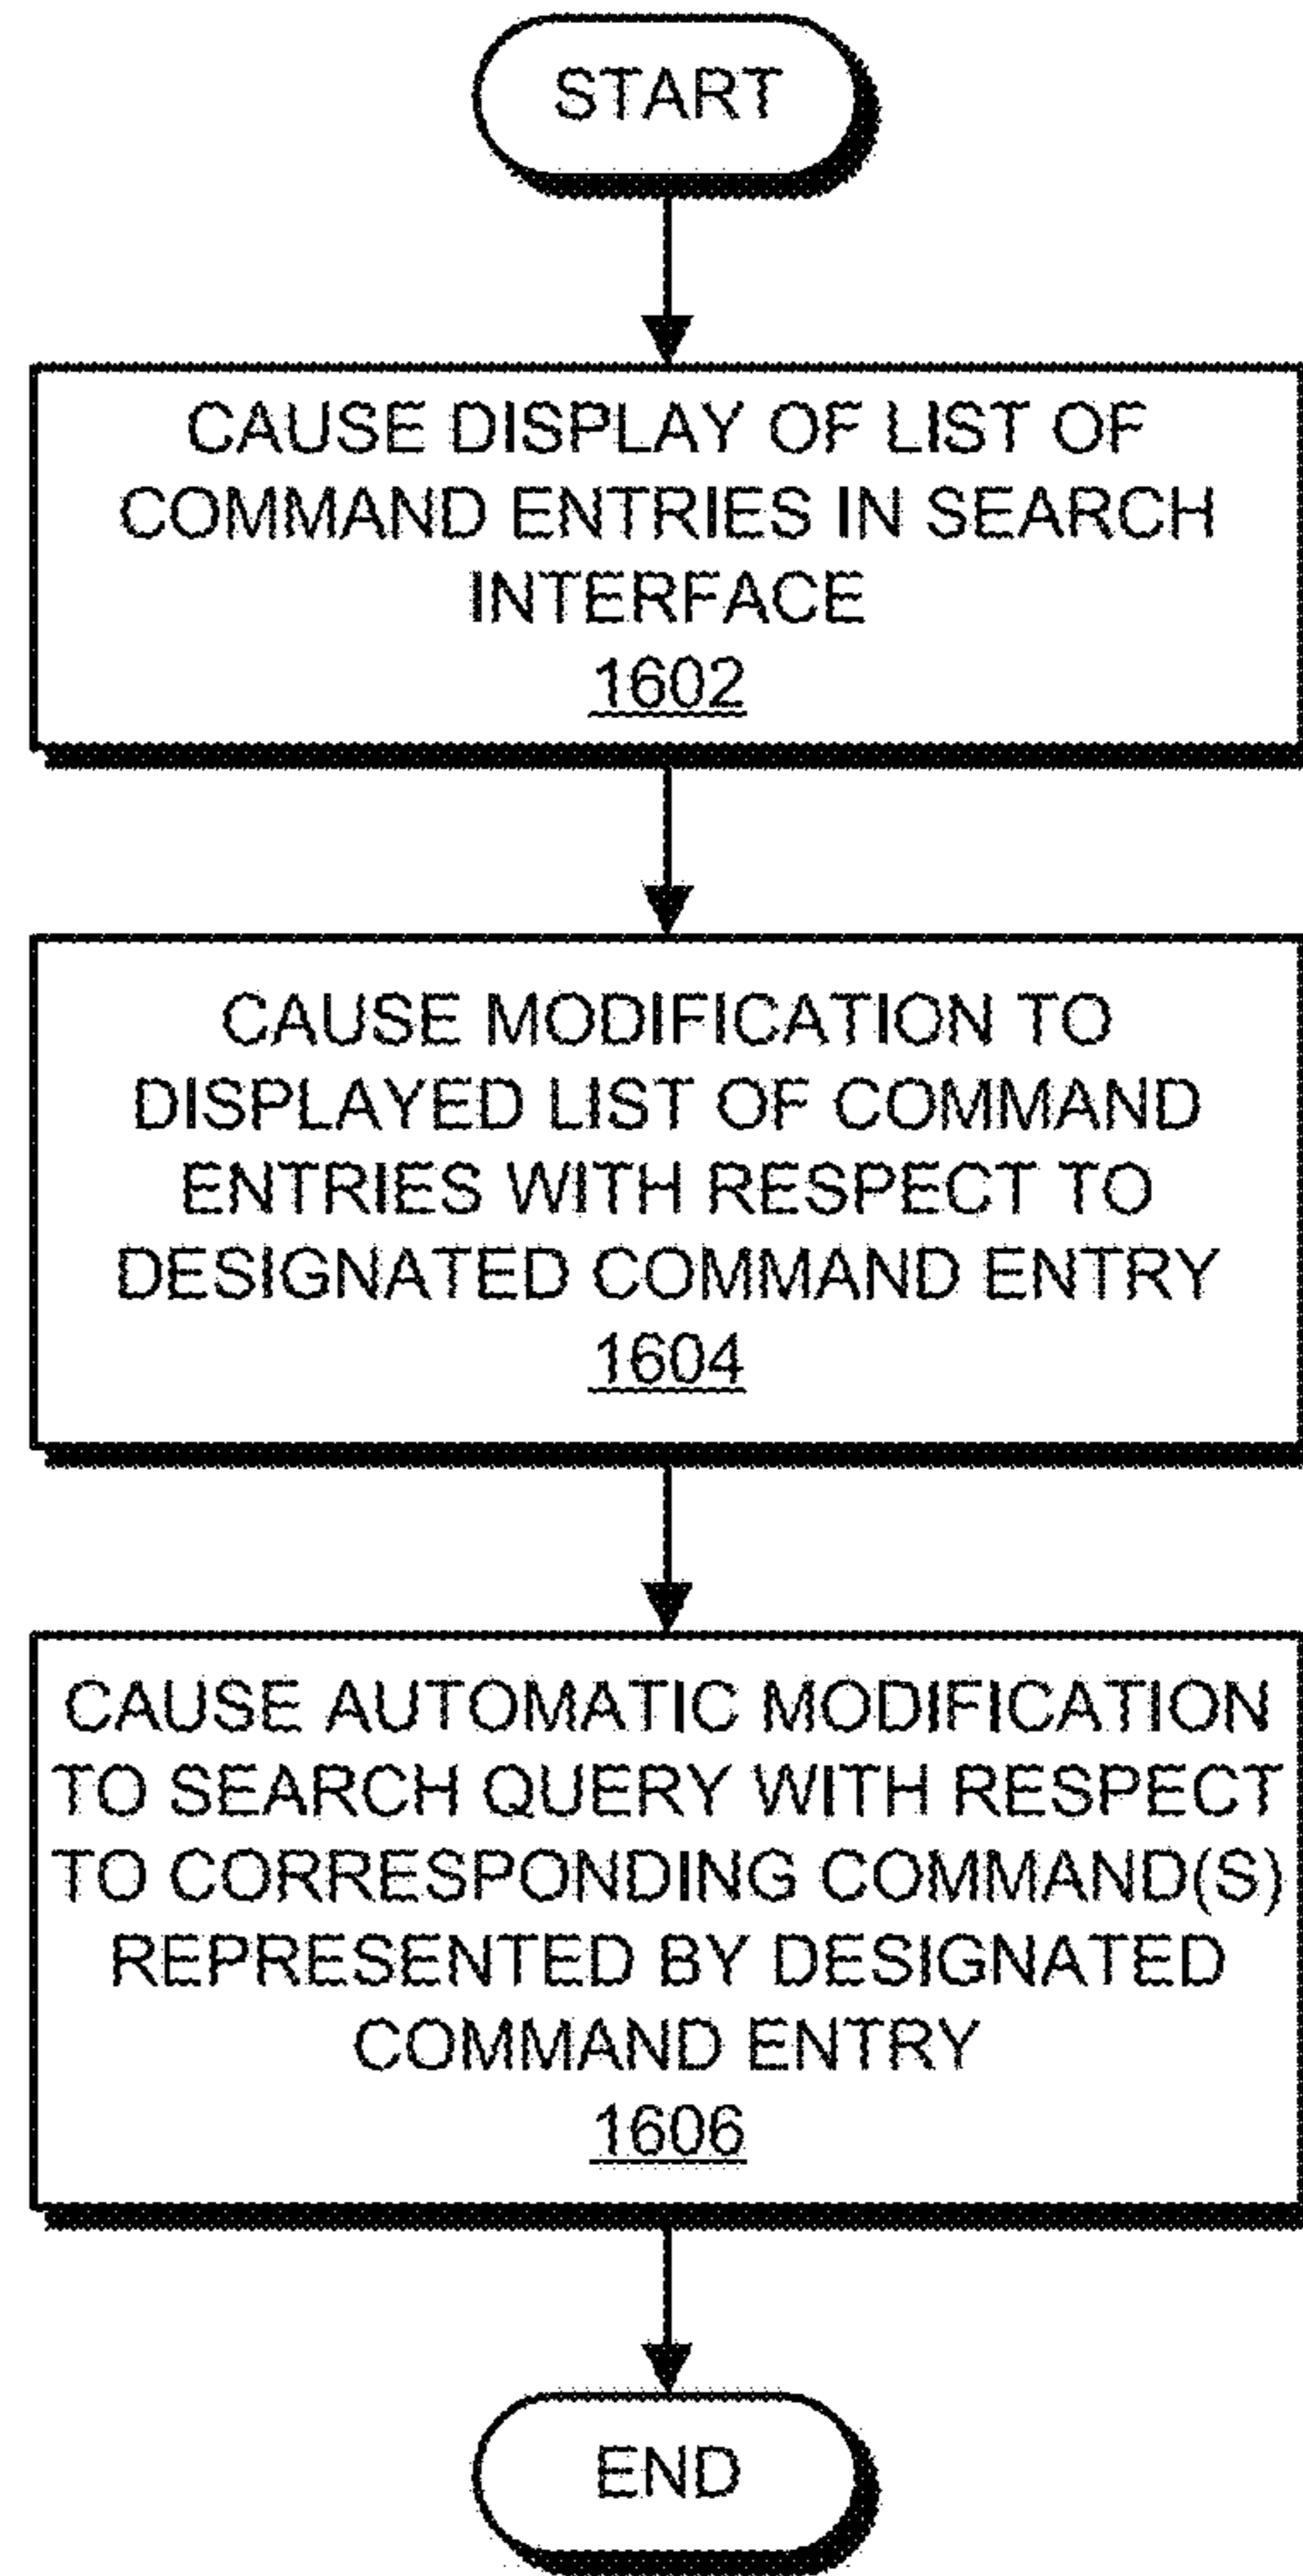 START
CAUSE DISPLAY OF LIST OF
COMMAND ENTRIES IN SEARCH
INTERFACE
1602
CAUSE MODIFICATION TO
DISPLAYED LIST OF COMMAND
ENTRIES WITH RESPECT TO
DESIGNATED COMMAND ENTRY
1604
CAUSE AUTOMATIC MODIFICATION
TO SEARCH QUERY WITH RESPECT
TO CORRESPONDING COMMAND(S)
REPRESENTED BY DESIGNATED
COMMAND ENTRY
1606
END